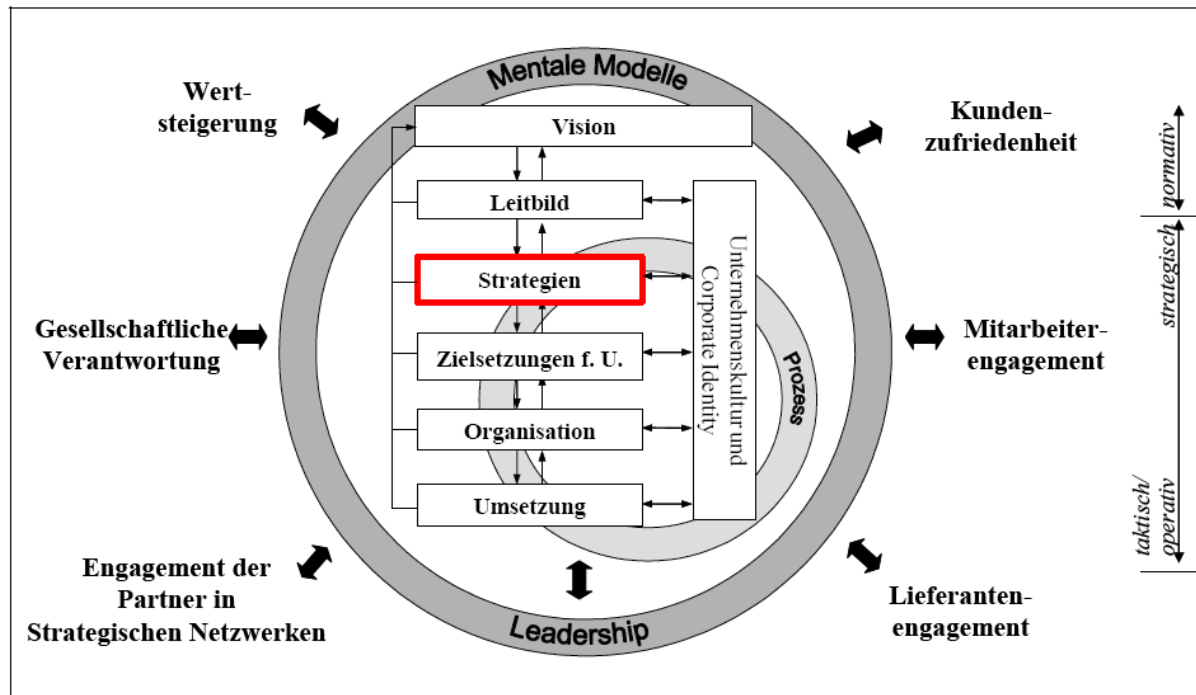 Mentale Modelle
Wert-
steigerung
Kunden-
zufriedenheit
Vision
Leitbild
Strategien
Zielsetzungen f. U.
Organisation
Umsetzung
Unternehmenskultur und
Corporate Identity
Prozess
Gesellschaftliche
Verantwortung
Mitarbeiter-
engagement
Engagement der
Partner in
Strategischen Netzwerken
Lieferanten-
engagement
Leadership
normativ
strategisch
taktisch/
operativ